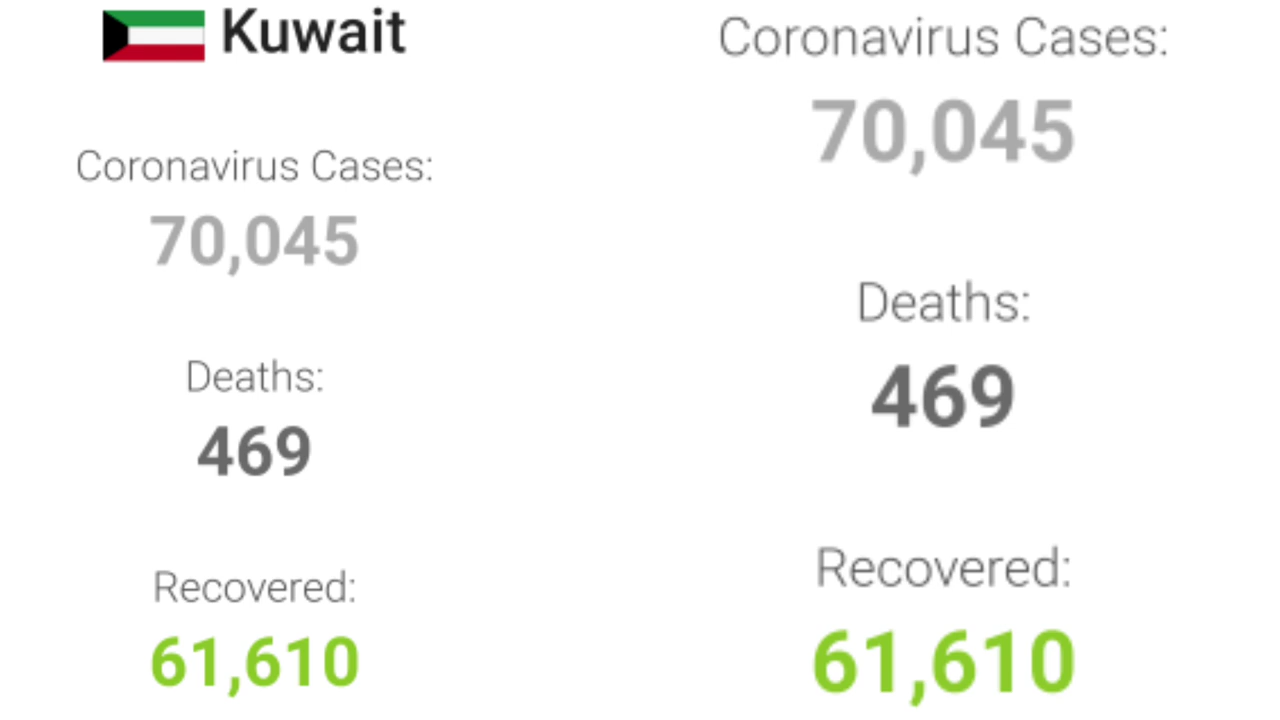 Kuwait
Coronavirus Cases:
70,045
Deaths:
469
Recovered:
61,610
Coronavirus Cases:
70,045
Deaths:
469
Recovered:
61,610